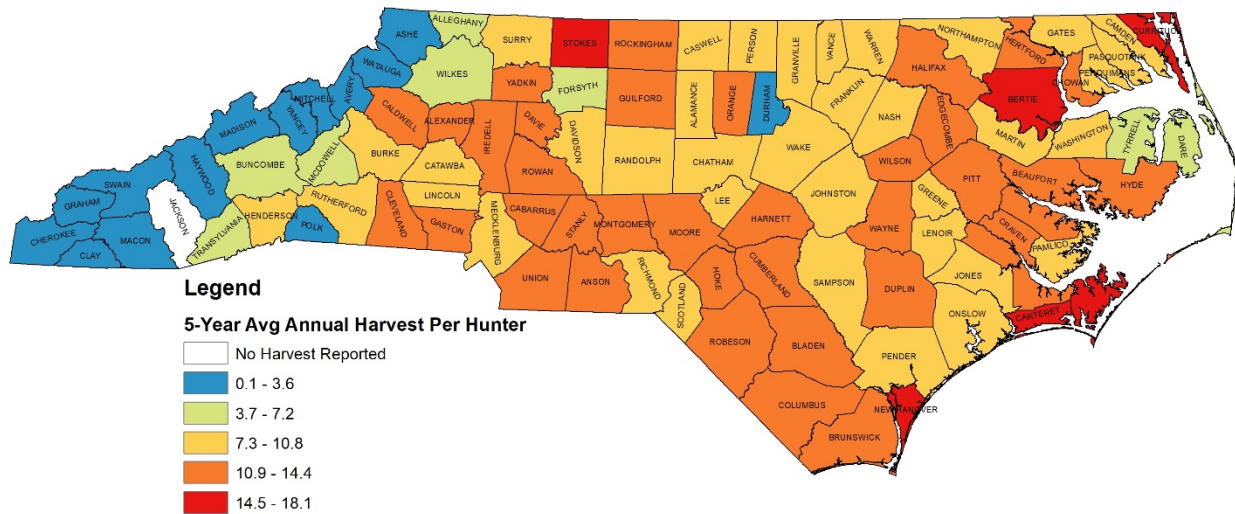 ALLEGHANY
ASHE
SURRY
STOKES
ROCKINGHAM
CASWELL
PERSON
GRANVILLE
VANCE
WARREN
NORTHAMPTON
HERTFORD
GATES
CAMDEN
CURRITUCK
PASQUOTANK
PERQUIMANS
CHOWAN
WATAUGA
WILKES
YADKIN
FORSYTH
GUILFORD
ALAMANCE
ORANGE
DURHAM
FRANKLIN
HALIFAX
BERTIE
AVERY
MITCHELL
YANCEY
MADISON
CALDWELL
ALEXANDER
IREDELL
DAVIE
DAVIDSON
RANDOLPH
CHATHAM
WAKE
NASH
EDGECOMBE
MARTIN
WASHINGTON
TYRRELL
DARE
HAYWOOD
BUNCOMBE
MCDOWELL
BURKE
CATAWBA
ROWAN
JOHNSTON
WILSON
PITT
BEAUFORT
HYDE
SWAIN
GRAHAM
JACKSON
CHEROKEE
MACON
CLAY
TRANSYLVANIA
HENDERSON
POLK
RUTHERFORD
CLEVELAND
LINCOLN
GASTON
MECKLENBURG
CABARRUS
STANLY
MONTGOMERY
MOORE
LEE
HARNETT
WAYNE
GREENE
LENOIR
CRAVEN
PAMLICO
UNION
ANSON
RICHMOND
SCOTLAND
HOKE
CUMBERLAND
SAMPSON
DUPLIN
JONES
ONSLOW
CARTERET
ROBESON
BLADEN
PENDER
COLUMBUS
BRUNSWICK
NEW HANOVER
Legend
5-Year Avg Annual Harvest Per Hunter
No Harvest Reported
0.1 - 3.6
3.7 - 7.2
7.3 - 10.8
10.9 - 14.4
14.5 - 18.1